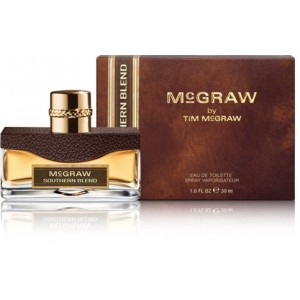 McGRAW
SOUTHERN BLEND
SOUTHERN BLEND
McGRAW
by
TIM McGRAW
EAU DE TOILETTE
SPRAY VAPORISATEUR
1.0 FL OZ ℮ 30 ml